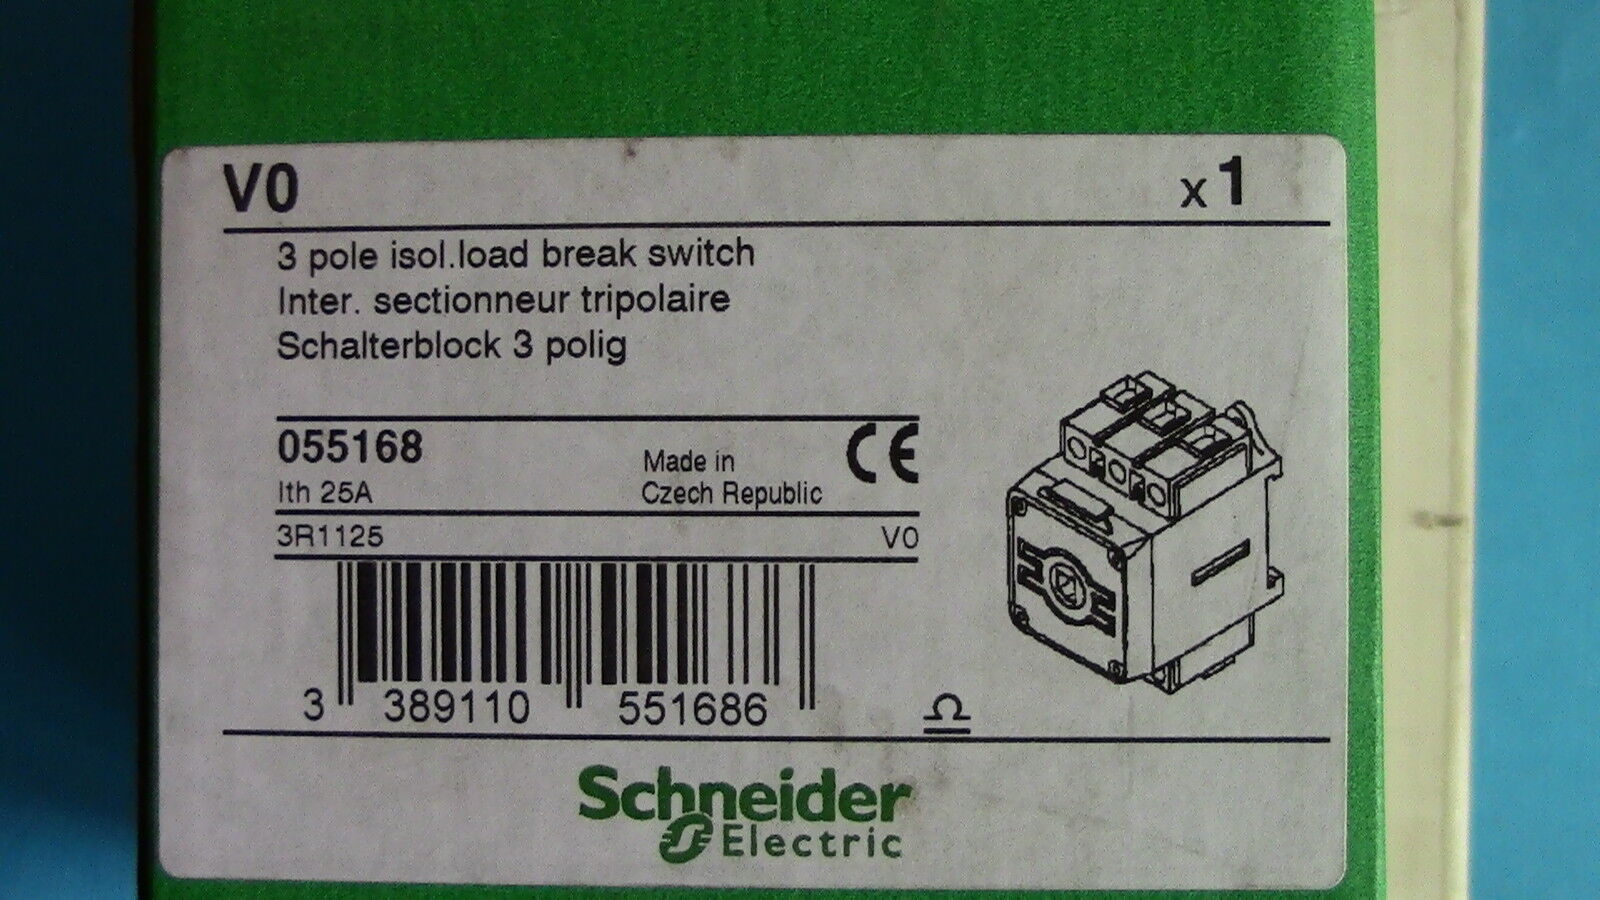 V0 x 1
3 pole isol.load break switch
Inter. sectionneur tripolaire
Schalterblock 3 polig
055168
Ith 25A
Made in
Czech Republic
CE
3R1125 V0
3 389110 551686
Schneider
Electric